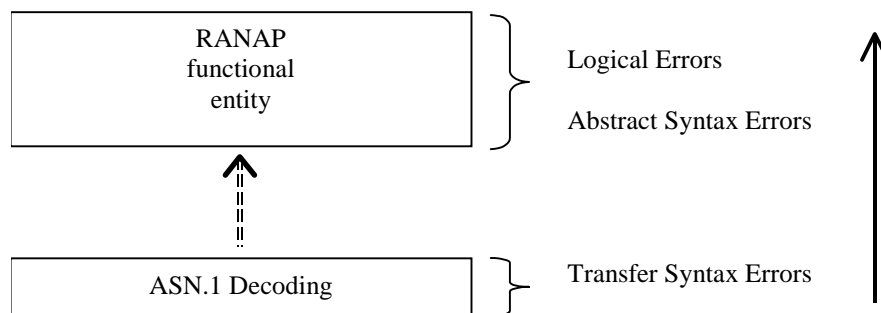 RANAP
functional
entity
Logical Errors
Abstract Syntax Errors
ASN.1 Decoding
Transfer Syntax Errors